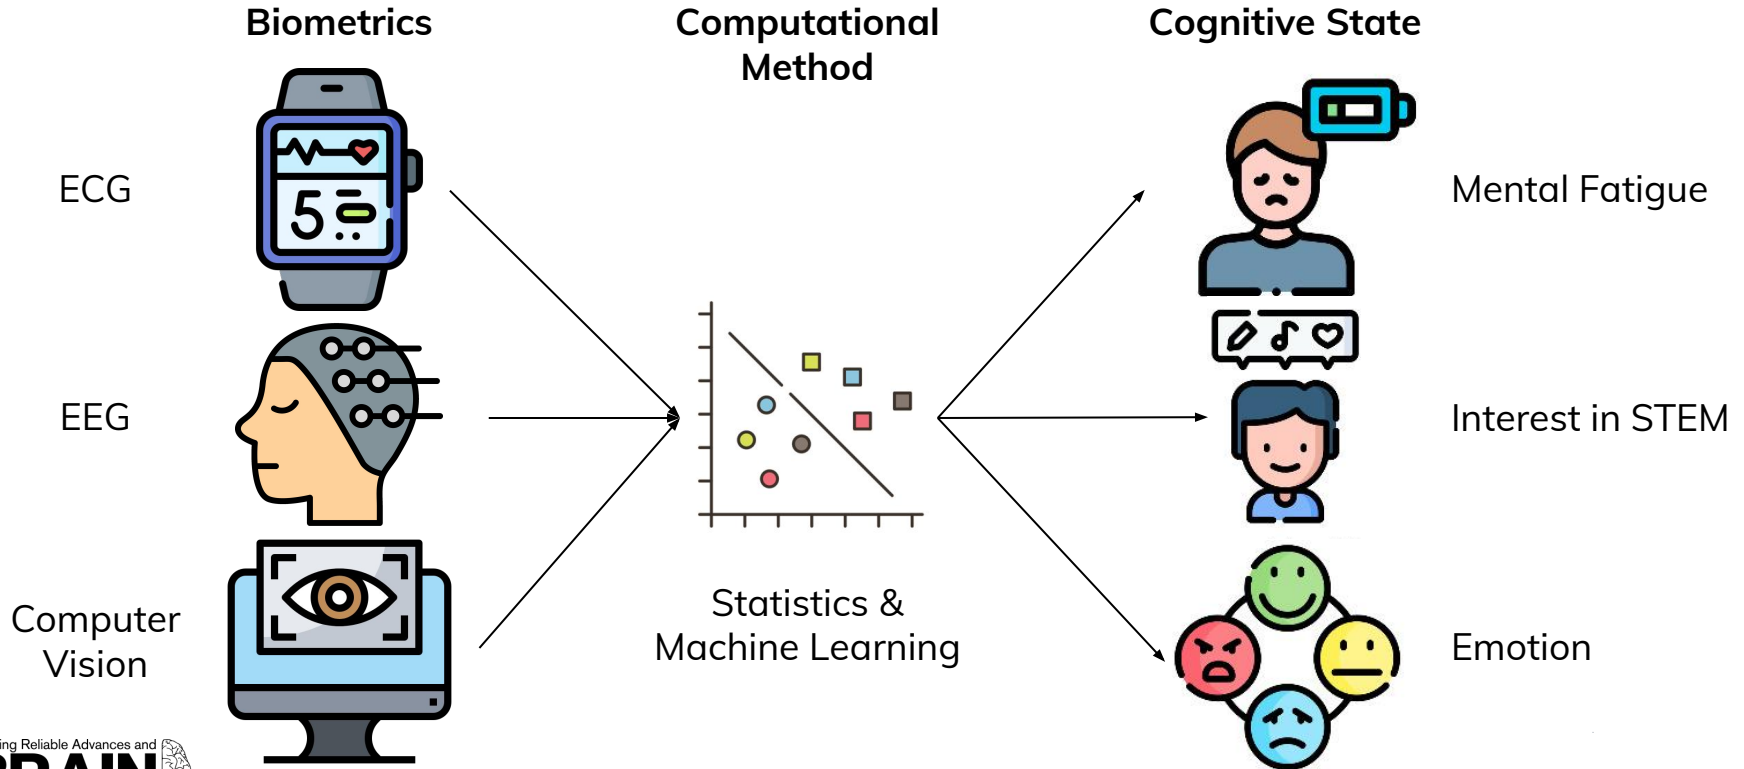 Biometrics
Computational
Method
Cognitive State
ECG
5
Mental Fatigue
EEG
Interest in STEM
Computer
Vision
Statistics &
Machine Learning
Emotion
Reliable Advances and